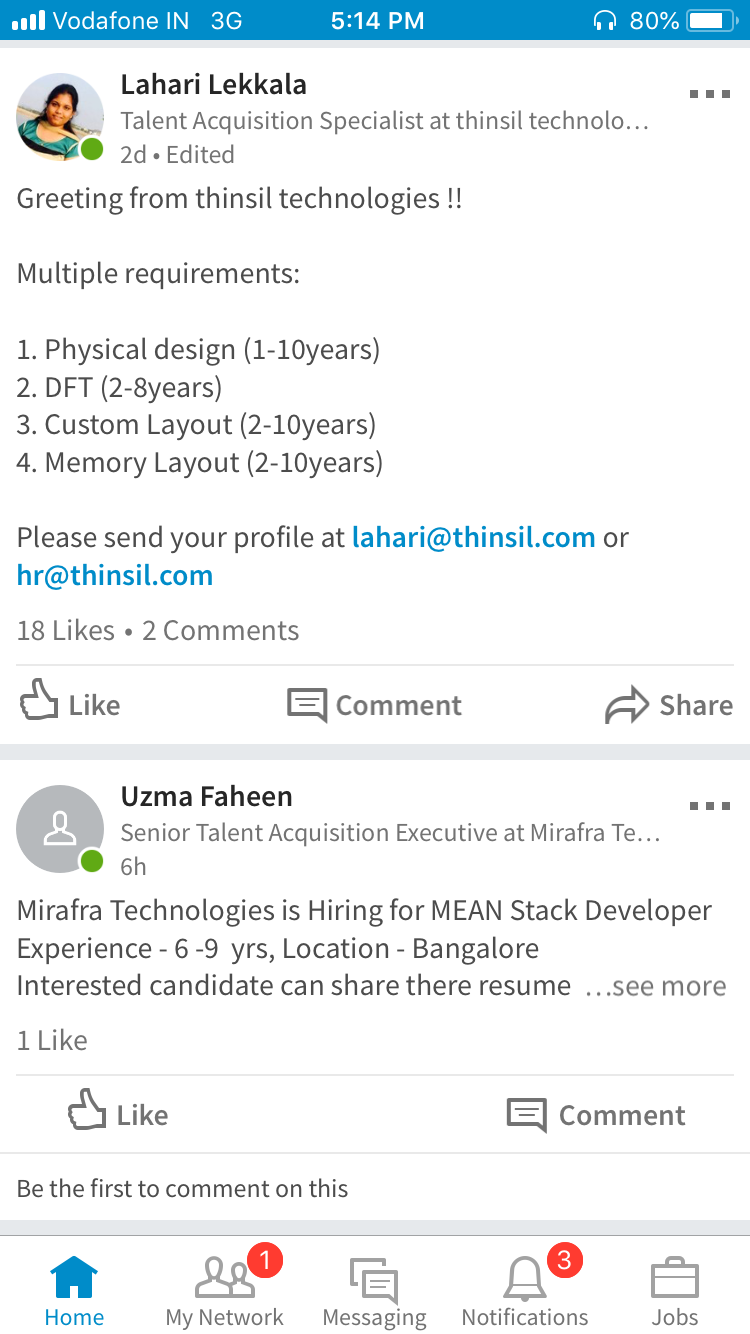 Vodafone IN 3G 5:14 PM 80%
Lahari Lekkala
Talent Acquisition Specialist at thinsil technolo…
2d • Edited
Greeting from thinsil technologies !!
Multiple requirements:
1. Physical design (1-10years)
2. DFT (2-8years)
3. Custom Layout (2-10years)
4. Memory Layout (2-10years)
Please send your profile at lahari@thinsil.com or
hr@thinsil.com
18 Likes • 2 Comments
Like Comment Share
Uzma Faheen
Senior Talent Acquisition Executive at Mirafra Te…
6h
Mirafra Technologies is Hiring for MEAN Stack Developer
Experience - 6 -9 yrs, Location - Bangalore
Interested candidate can share there resume …see more
1 Like
Like Comment
Be the first to comment on this
1 3
Home My Network Messaging Notifications Jobs